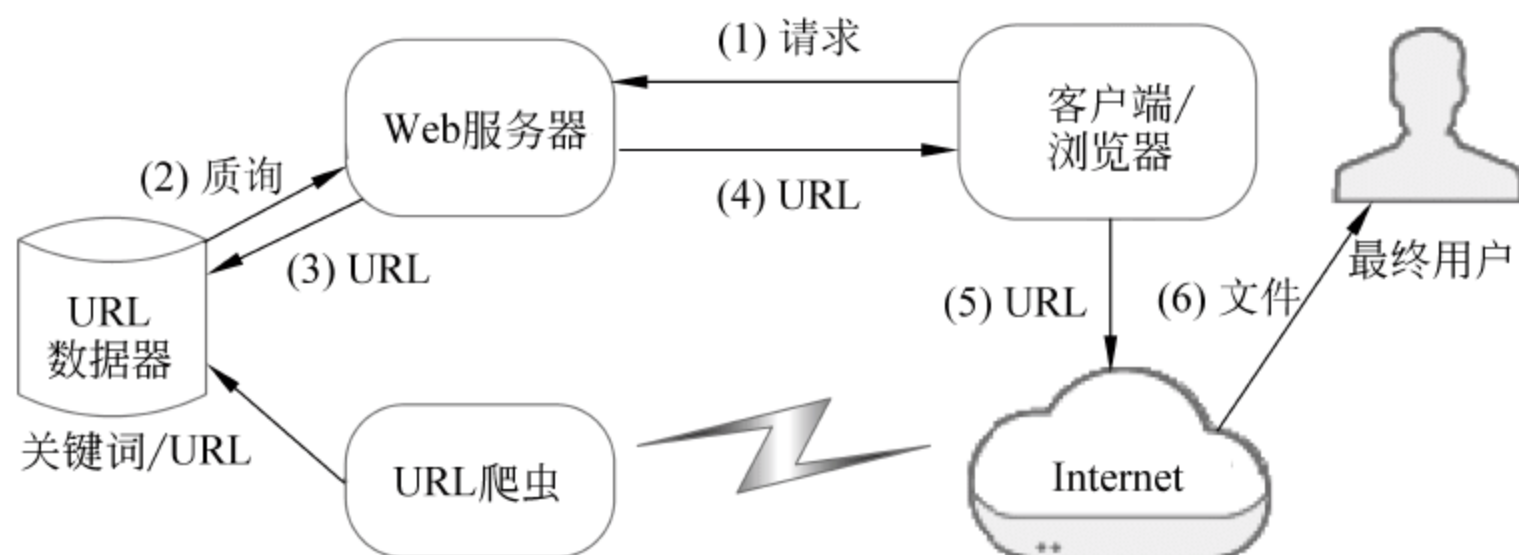 (1) 请求
Web服务器
客户端/
浏览器
(2) 质询
(4) URL
(3) URL
最终用户
URL
数据器
(5) URL
(6) 文件
关键词/URL
URL爬虫
Internet